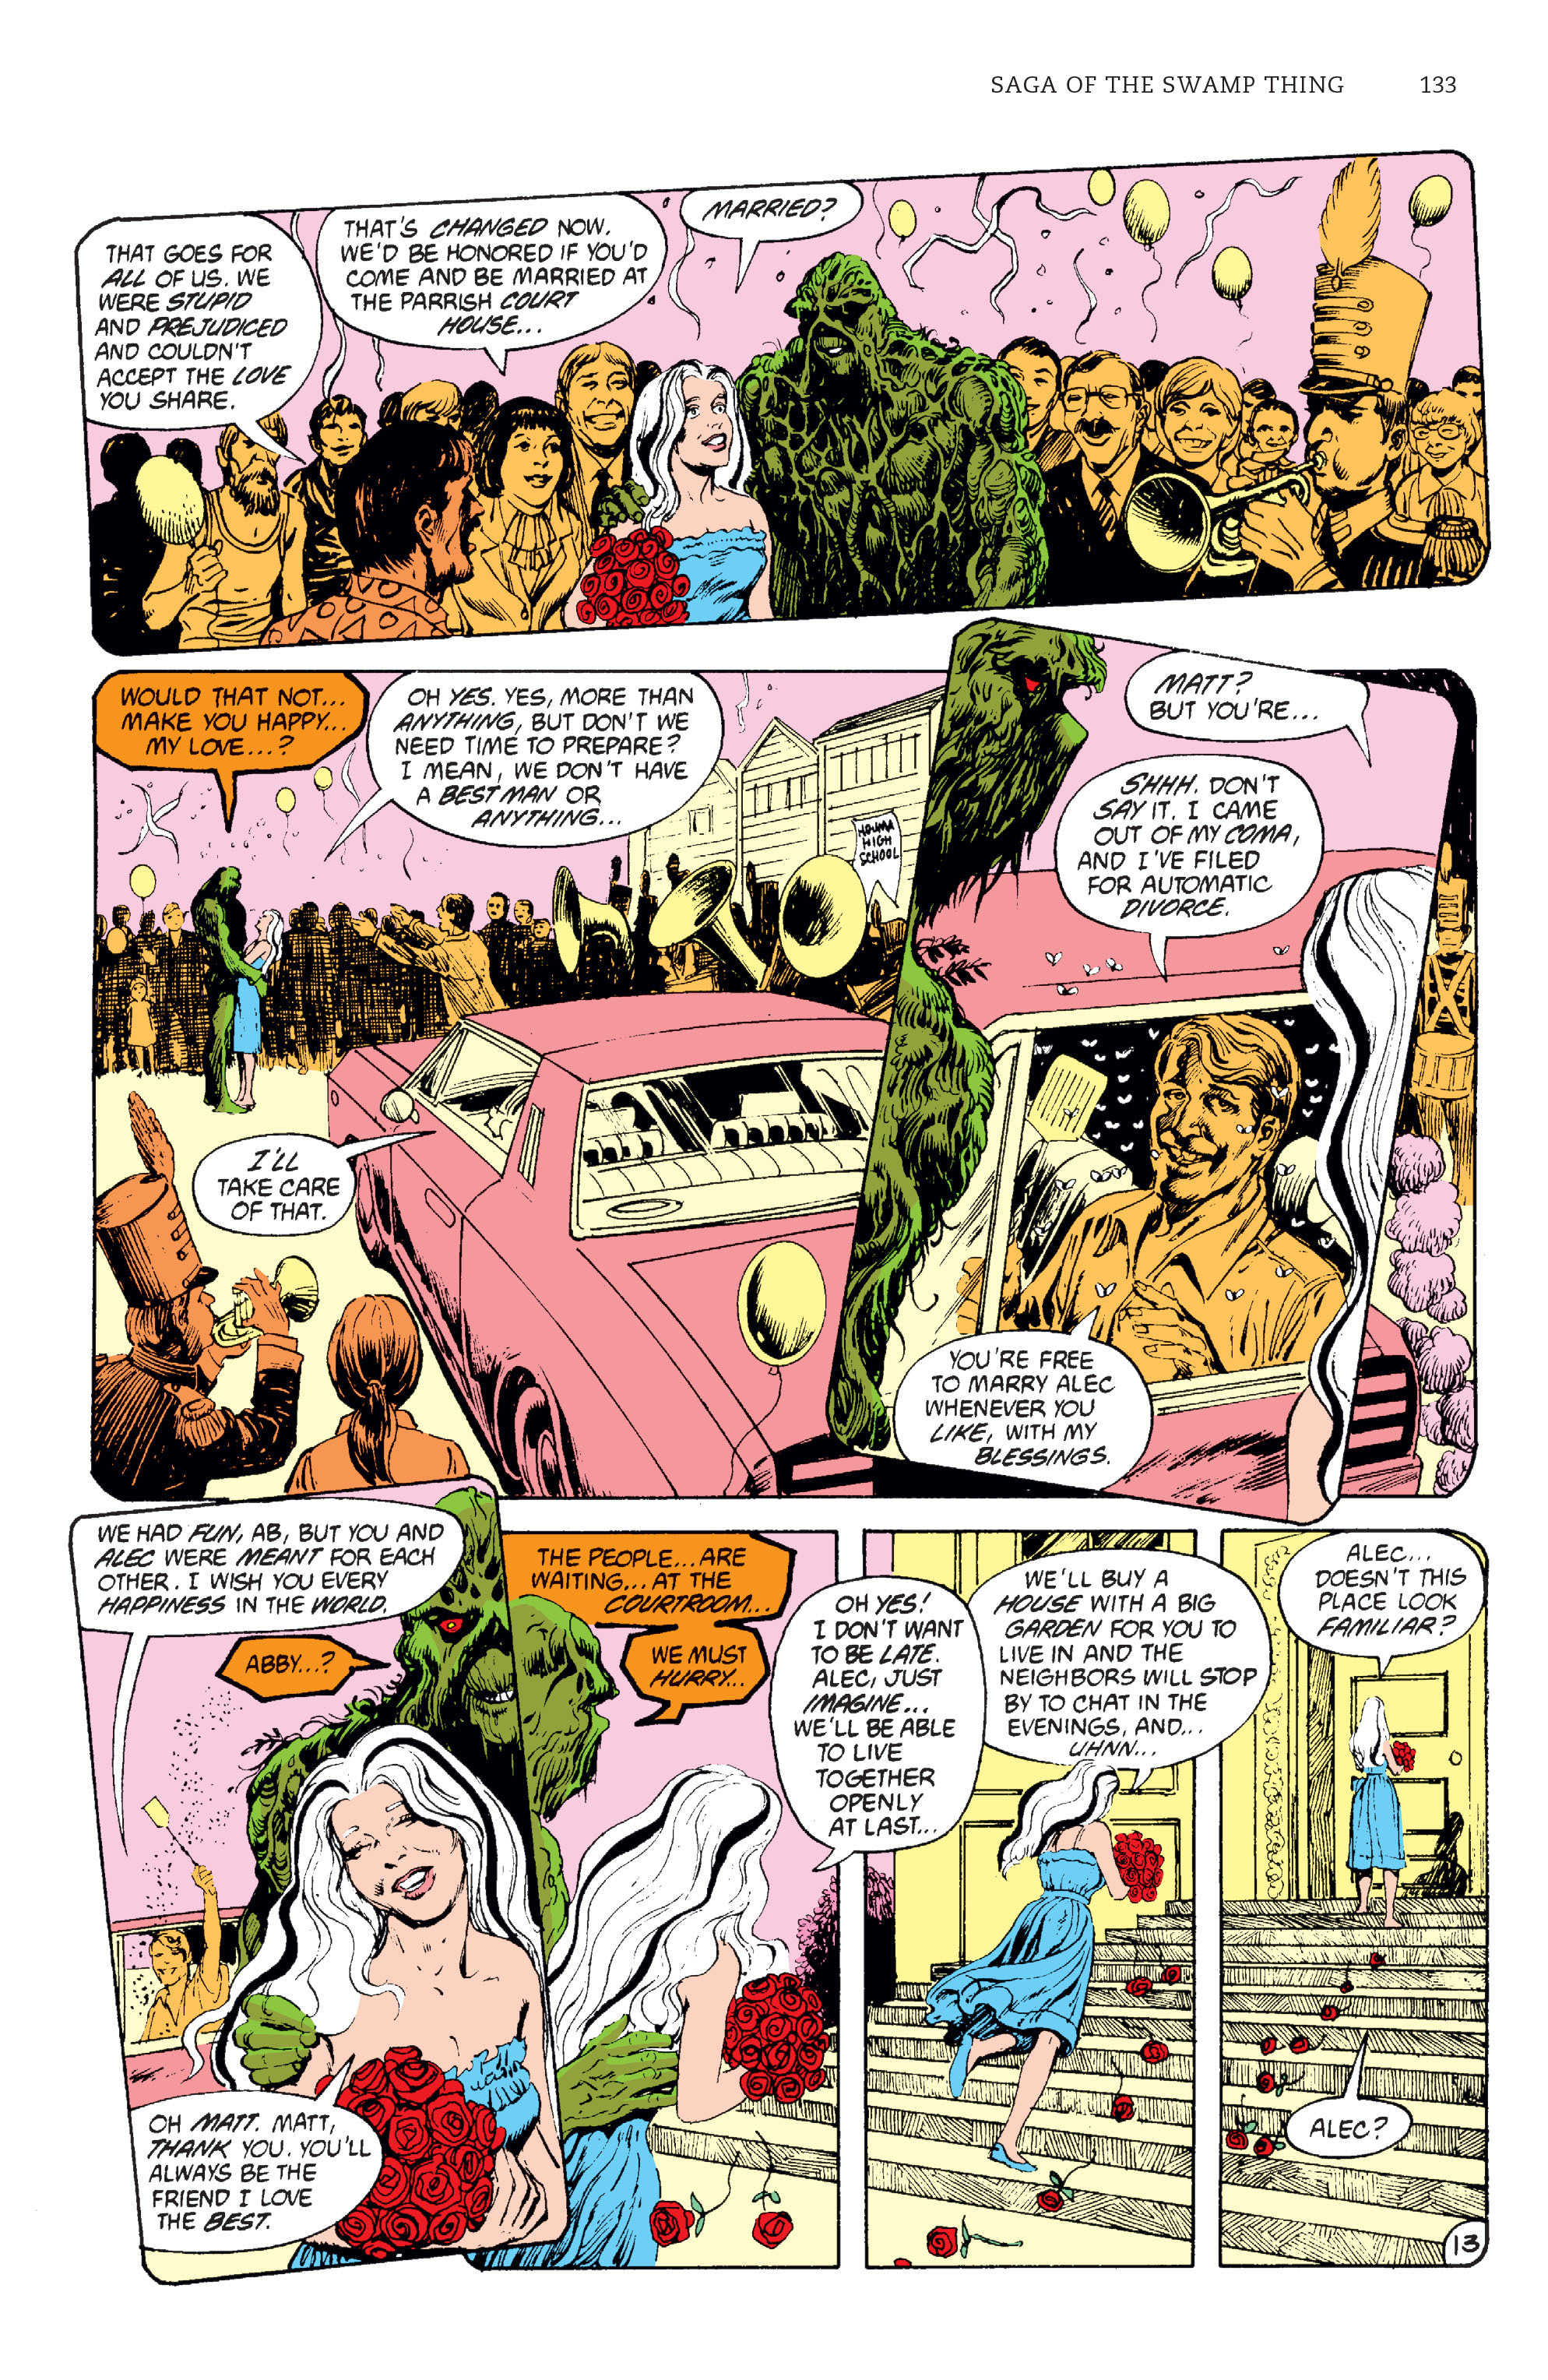 SAGA OF THE SWAMP THING 133
THAT GOES FOR
ALL OF US. WE
WERE STUPID
AND PREJUDICED
AND COULDN'T
ACCEPT THE LOVE
YOU SHARE.
THAT'S CHANGED NOW.
WE'D BE HONORED IF YOU'D
COME AND BE MARRIED AT
THE PARRISH COURT
HOUSE...
MARRIED?
WOULD THAT NOT...
MAKE YOU HAPPY...
MY LOVE...?
OH YES. YES, MORE THAN
ANYTHING, BUT DON'T WE
NEED TIME TO PREPARE?
I MEAN, WE DON'T HAVE
A BEST MAN OR
ANYTHING...
HOUMA
HIGH
SCHOOL
I'LL
TAKE CARE
OF THAT.
MATT?
BUT YOU'RE...
SHHH. DON'T
SAY IT. I CAME
OUT OF MY COMA,
AND I'VE FILED
FOR AUTOMATIC
DIVORCE.
YOU'RE FREE
TO MARRY ALEC
WHENEVER YOU
LIKE, WITH MY
BLESSINGS.
WE HAD FUN, AB, BUT YOU AND
ALEC WERE MEANT FOR EACH
OTHER. I WISH YOU EVERY
HAPPINESS IN THE WORLD.
ABBY...?
OH MATT. MATT,
THANK YOU. YOU'LL
ALWAYS BE THE
FRIEND I LOVE
THE BEST.
THE PEOPLE... ARE
WAITING... AT THE
COURTROOM...
WE MUST
HURRY...
OH YES!
I DON'T WANT
TO BE LATE.
ALEC, JUST
IMAGINE...
WE'LL BE ABLE
TO LIVE
TOGETHER
OPENLY
AT LAST...
WE'LL BUY A
HOUSE WITH A BIG
GARDEN FOR YOU TO
LIVE IN AND THE
NEIGHBORS WILL STOP
BY TO CHAT IN THE
EVENINGS, AND...
UHNN...
ALEC...
DOESN'T THIS
PLACE LOOK
FAMILIAR?
ALEC?
13